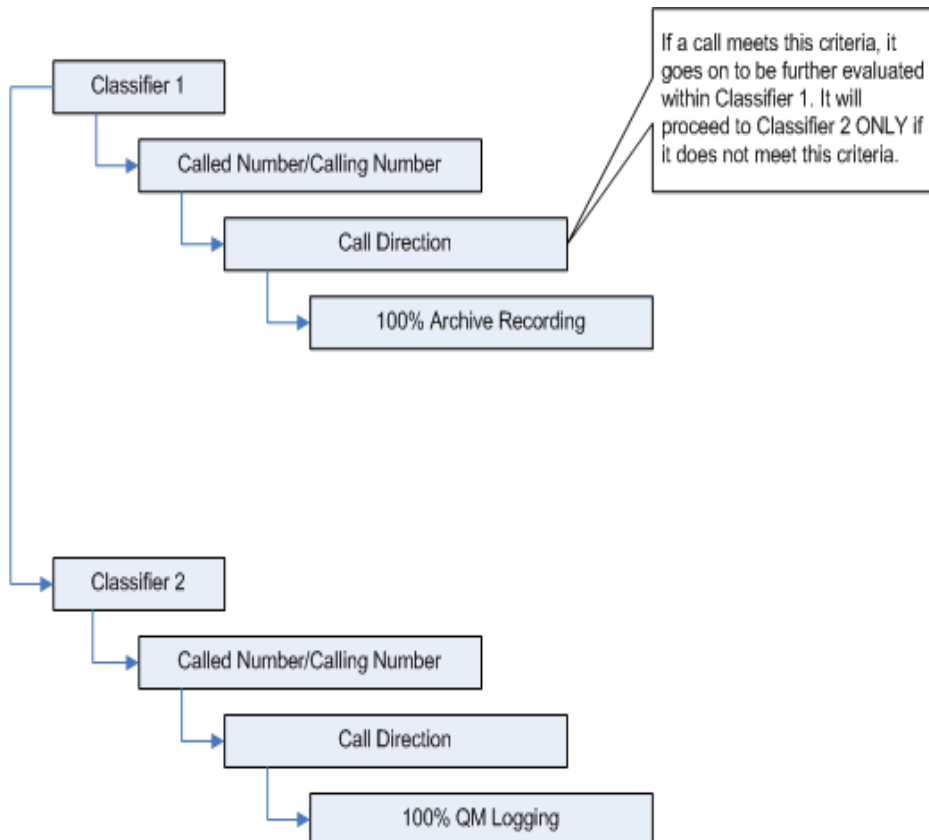 Classifier 1
Called Number/Calling Number
Call Direction
100% Archive Recording
If a call meets this criteria, it
goes on to be further evaluated
within Classifier 1. It will
proceed to Classifier 2 ONLY if
it does not meet this criteria.
Classifier 2
Called Number/Calling Number
Call Direction
100% QM Logging